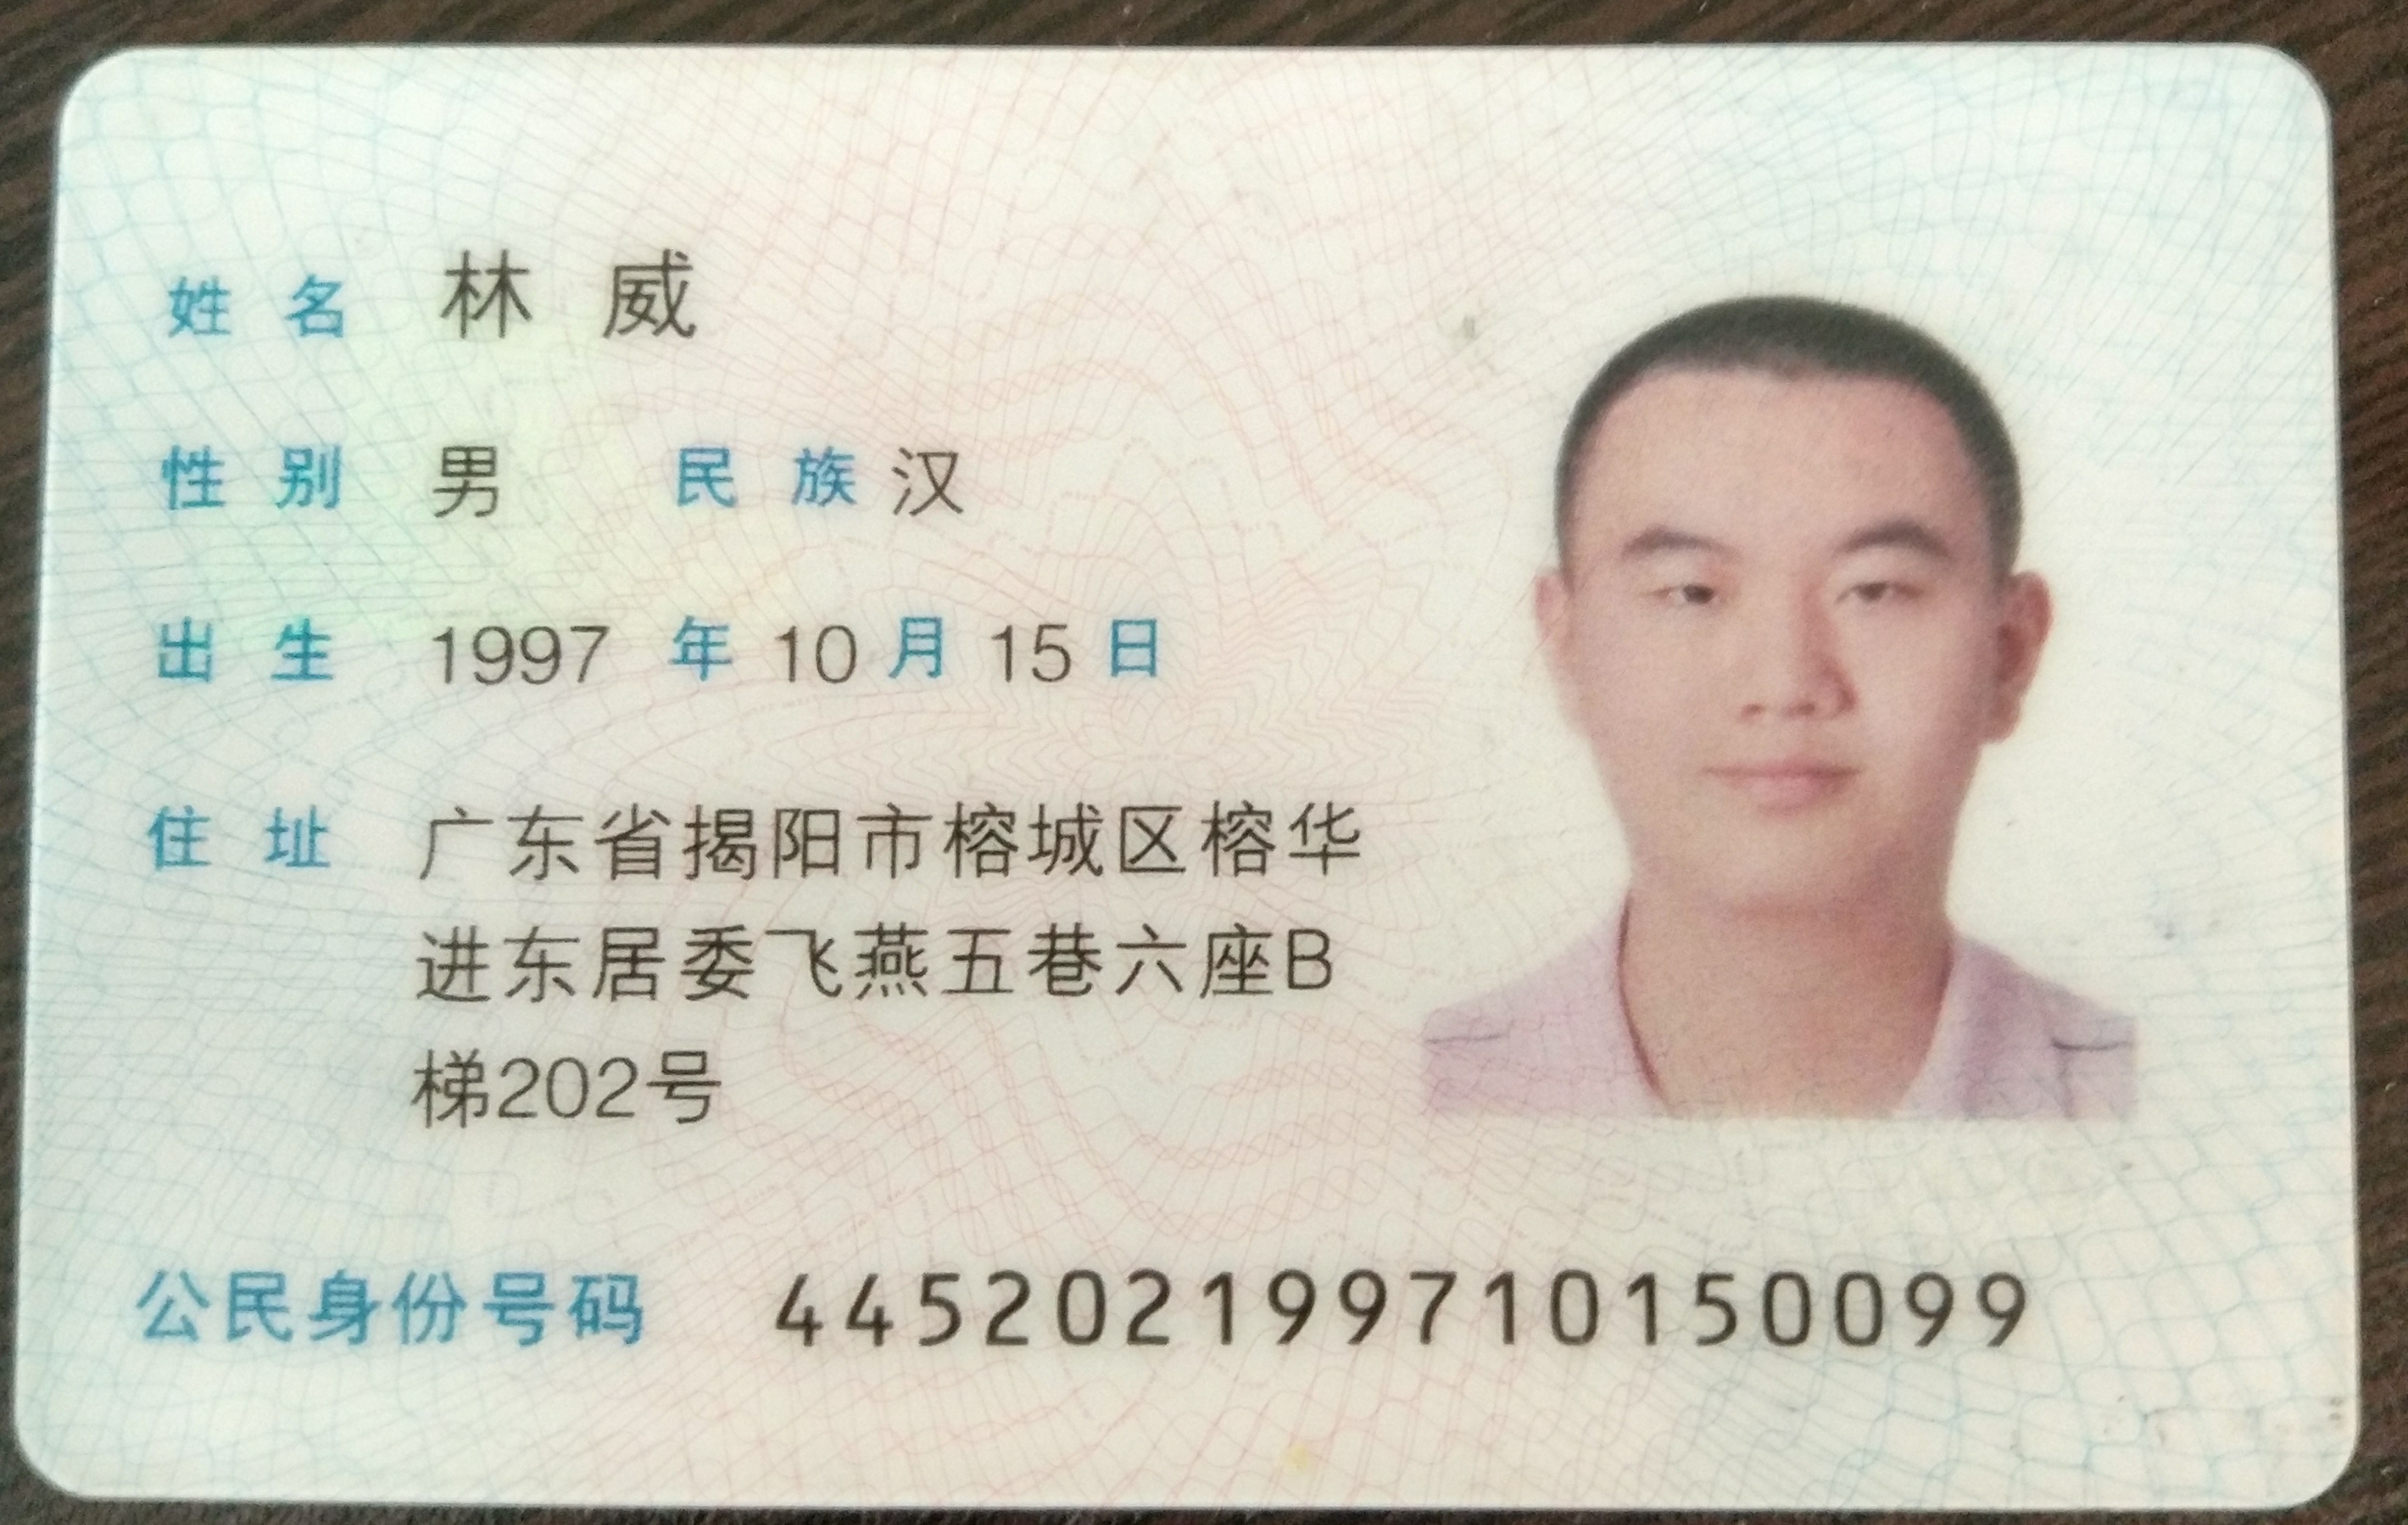 姓名 林威
性别 男 民族 汉
出生 1997 年 10 月 15 日
住址 广东省揭阳市榕城区榕华
进东居委飞燕五巷六座B
梯202号
公民身份号码 445202199710150099